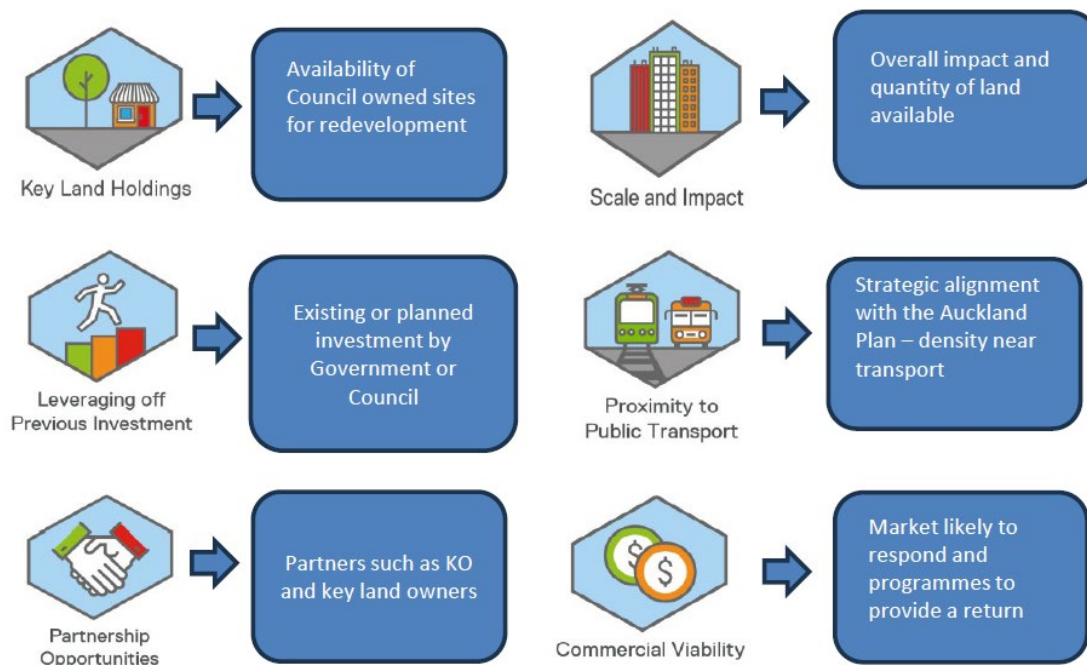 Key Land Holdings
Availability of
Council owned sites
for redevelopment
Scale and Impact
Overall impact and
quantity of land
available
Leveraging off
Previous Investment
Existing or planned
investment by
Government or
Council
Proximity to
Public Transport
Strategic alignment
with the Auckland
Plan – density near
transport
Partnership
Opportunities
Partners such as KO
and key land owners
Commercial Viability
$
$
Market likely to
respond and
programmes to
provide a return